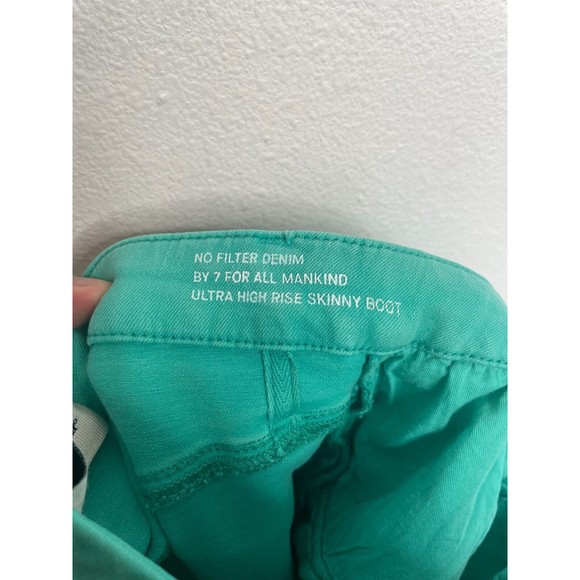 NO FILTER DENIM
BY 7 FOR ALL MANKIND
ULTRA HIGH RISE SKINNY BOOT